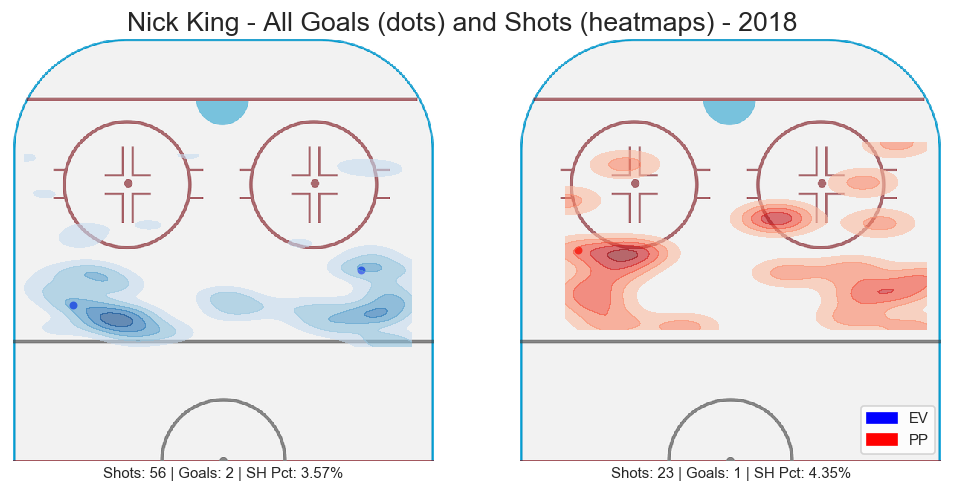 Nick King - All Goals (dots) and Shots (heatmaps) - 2018
EV
PP
Shots: 56 | Goals: 2 | SH Pct: 3.57%
Shots: 23 | Goals: 1 | SH Pct: 4.35%